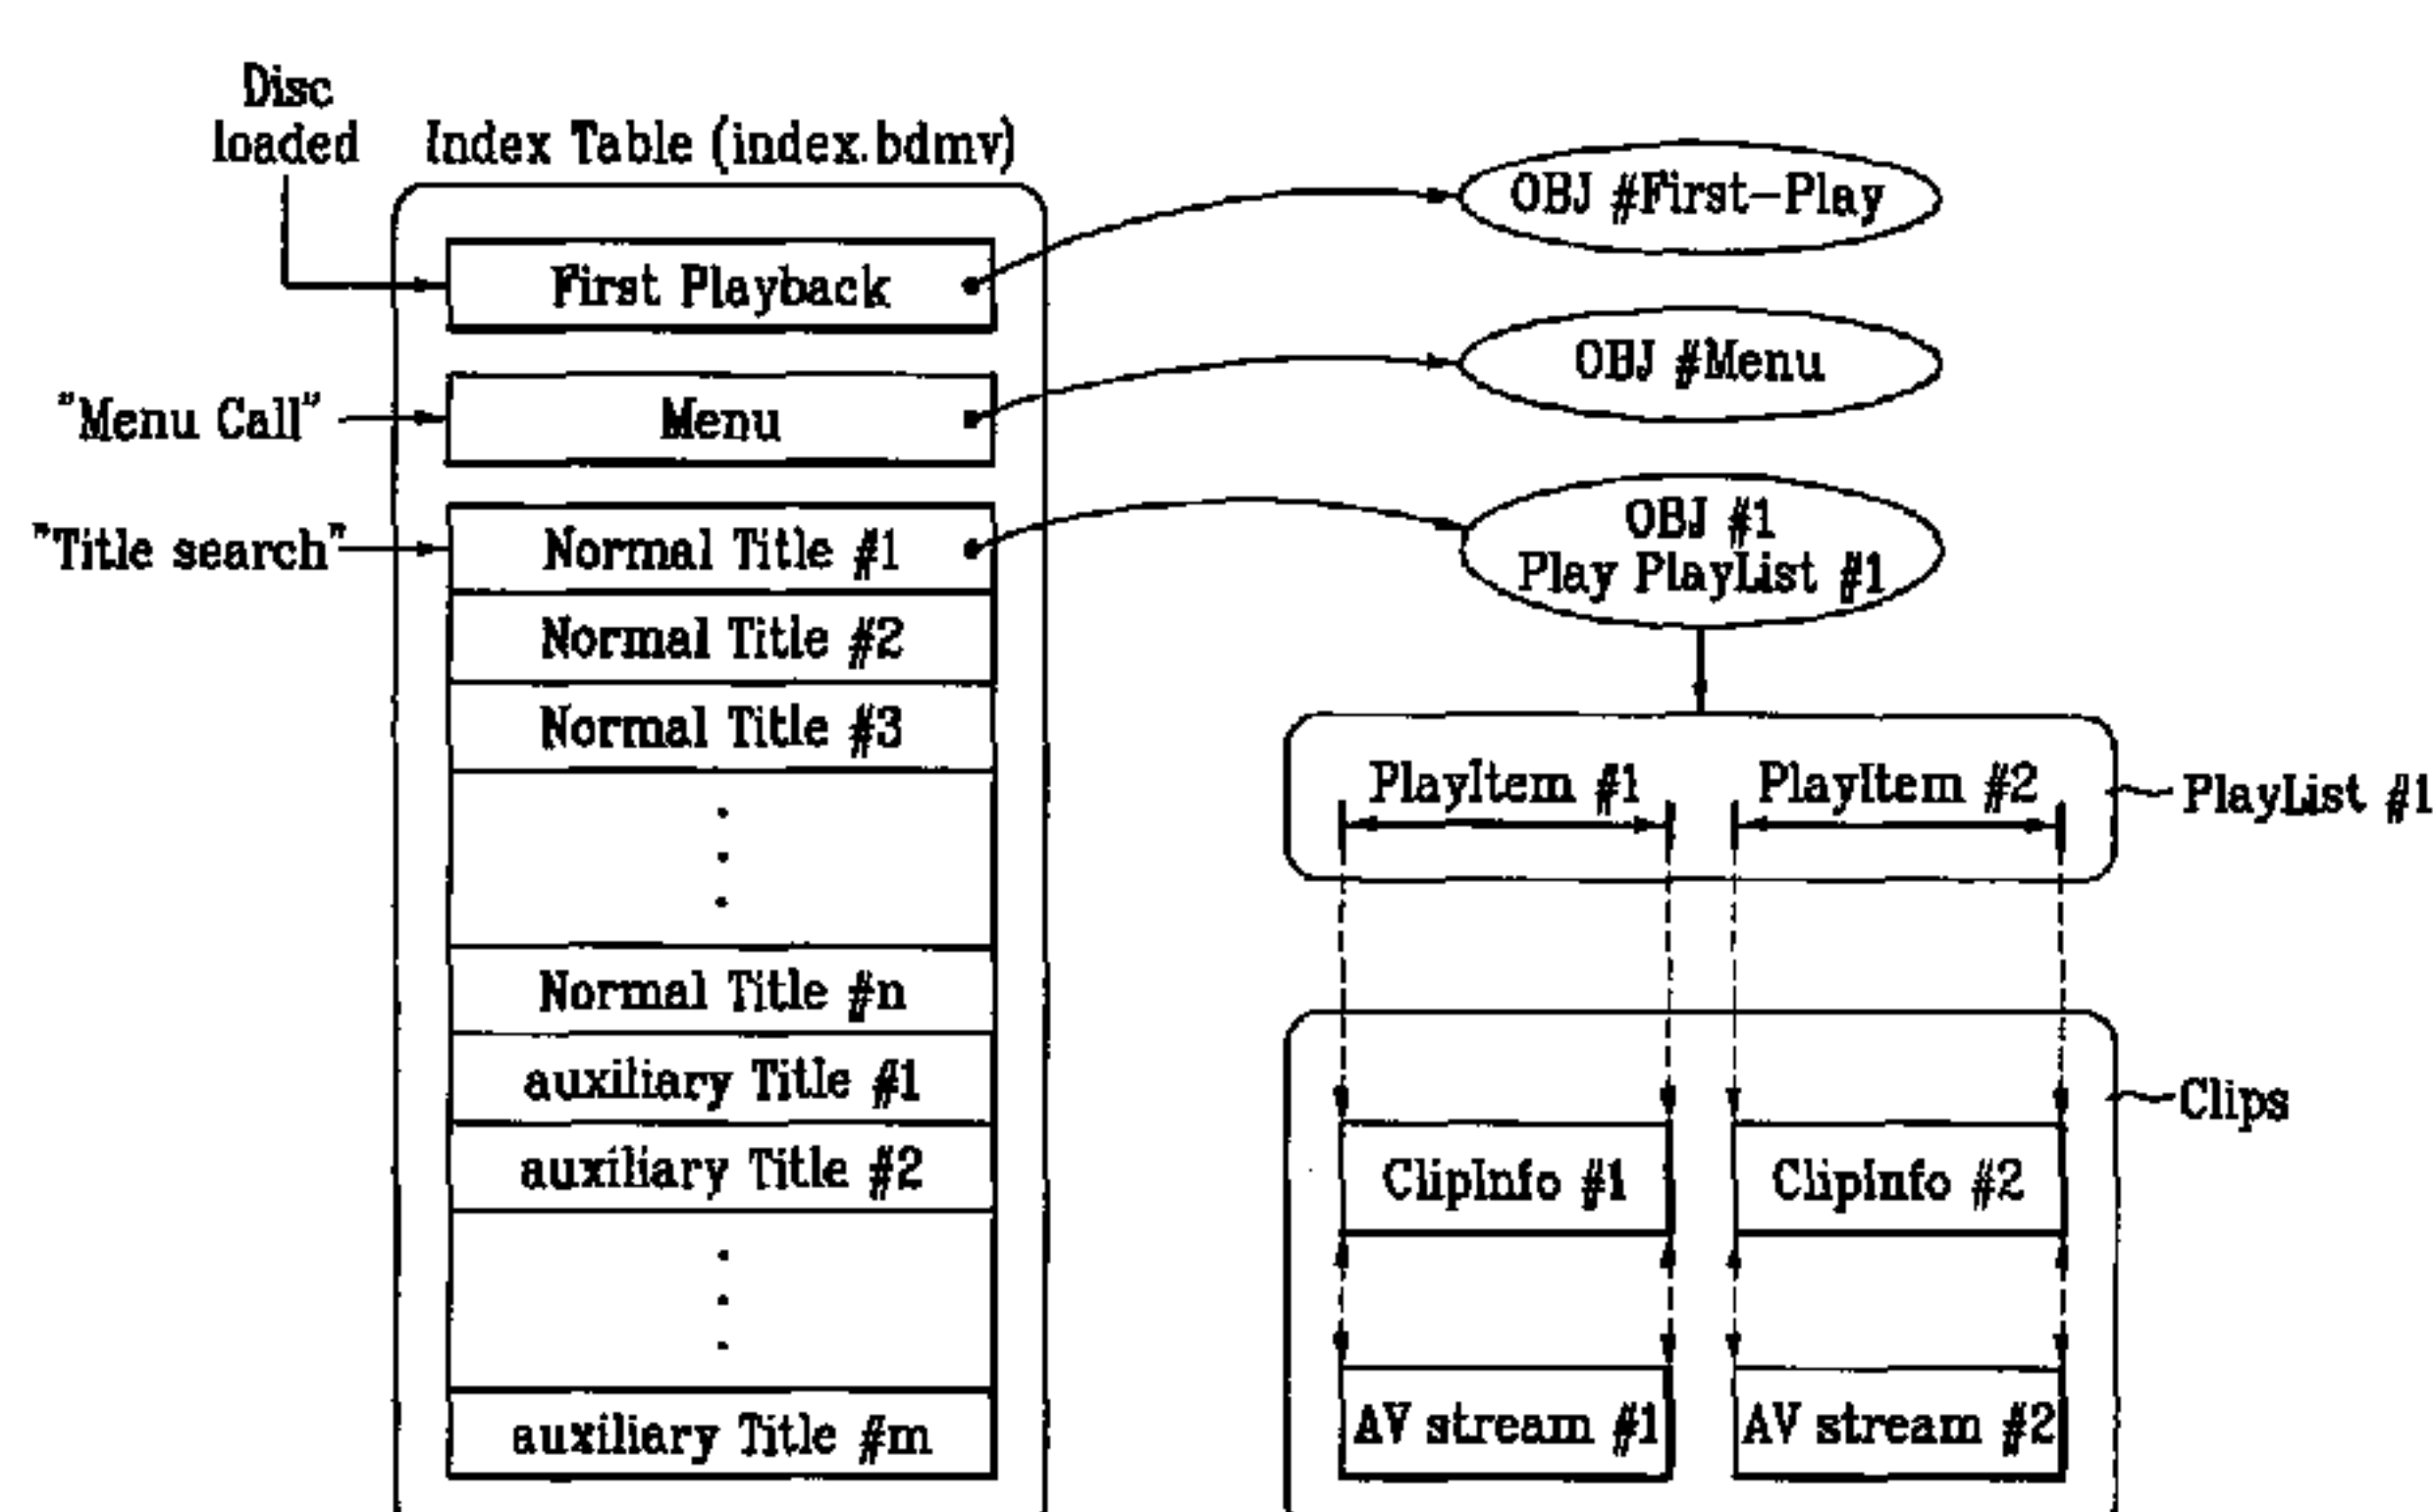 Disc
loaded
Index Table (index.bdmv)
First Playback
"Menu Call"
Menu
"Title search"
Normal Title #1
Normal Title #2
Normal Title #3
Normal Title #n
auxiliary Title #1
auxiliary Title #2
auxiliary Title #m
OBJ #First-Play
OBJ #Menu
OBJ #1
Play PlayList #1
PlayItem #1
PlayItem #2
PlayList #1
Clips
ClipInfo #1
ClipInfo #2
AV stream #1
AV stream #2